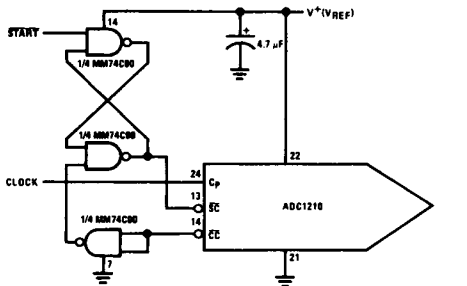 14
V+(VREF)
START
+
4.7 µF
1/4 MM74C00
1/4 MM74C00
22
24
CLOCK
CP
13
ADC1210
SC
1/4 MM74C00
14
CC
7
21